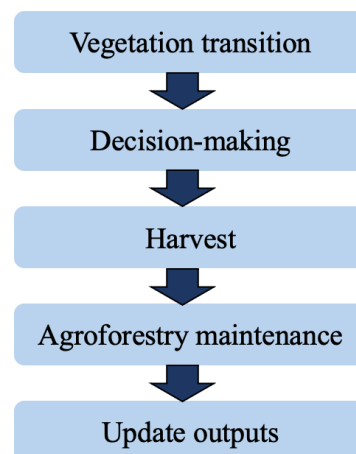 Vegetation transition
Decision-making
Harvest
Agroforestry maintenance
Update outputs